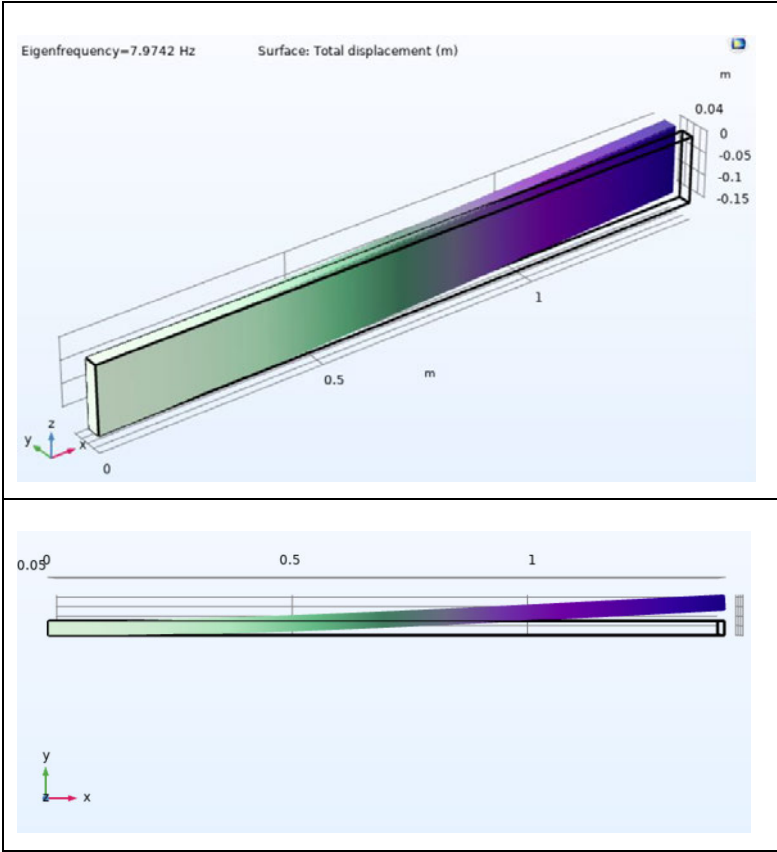 Eigenfrequency=7.9742 Hz Surface: Total displacement (m)
m
0.04
0
-0.05
-0.1
-0.15
1
0.5
m
0
z
y
x
0.05
0
0.5
1
y
z
x